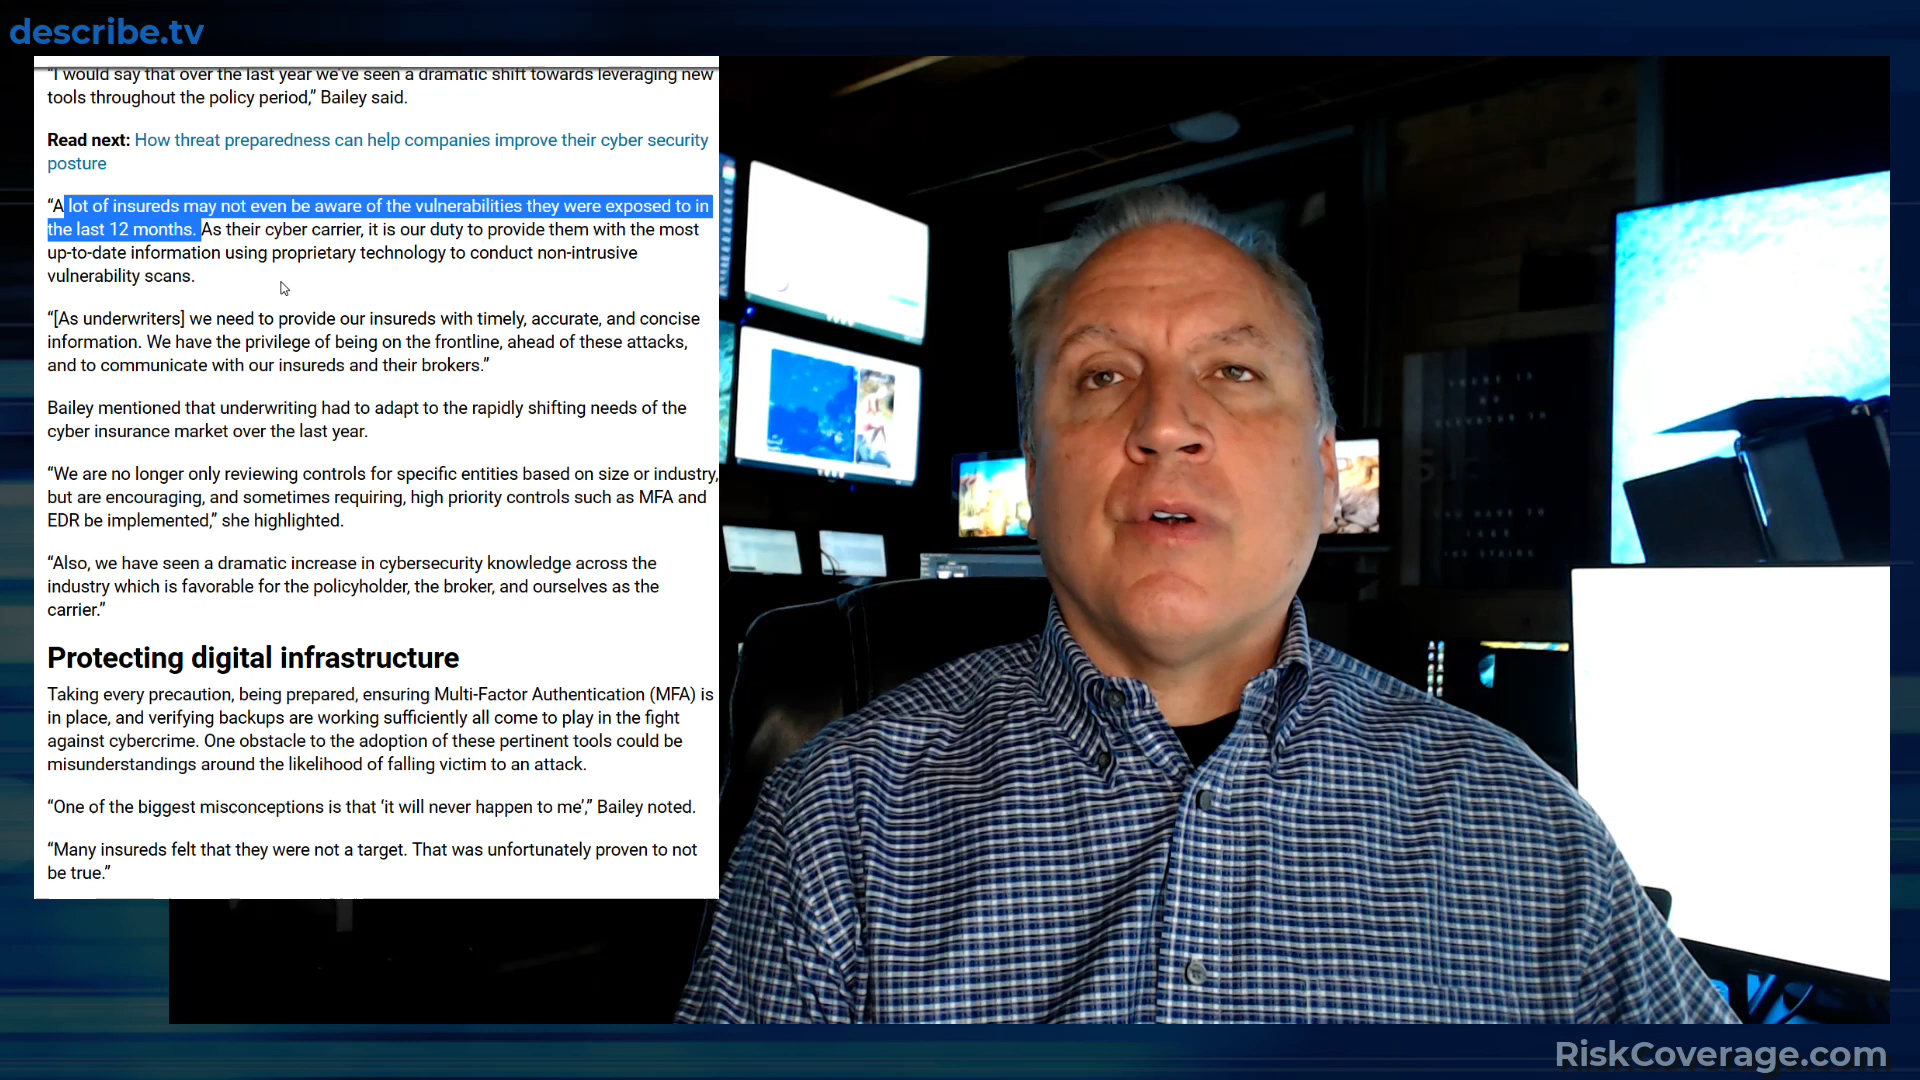 describe.tv
“I would say that over the last year we’ve seen a dramatic shift towards leveraging new
tools throughout the policy period,” Bailey said.
Read next: How threat preparedness can help companies improve their cyber security
posture
“A lot of insureds may not even be aware of the vulnerabilities they were exposed to in
the last 12 months. As their cyber carrier, it is our duty to provide them with the most
up-to-date information using proprietary technology to conduct non-intrusive
vulnerability scans.
“[As underwriters] we need to provide our insureds with timely, accurate, and concise
information. We have the privilege of being on the frontline, ahead of these attacks,
and to communicate with our insureds and their brokers.”
Bailey mentioned that underwriting had to adapt to the rapidly shifting needs of the
cyber insurance market over the last year.
“We are no longer only reviewing controls for specific entities based on size or industry,
but are encouraging, and sometimes requiring, high priority controls such as MFA and
EDR be implemented,” she highlighted.
“Also, we have seen a dramatic increase in cybersecurity knowledge across the
industry which is favorable for the policyholder, the broker, and ourselves as the
carrier.”
Protecting digital infrastructure
Taking every precaution, being prepared, ensuring Multi-Factor Authentication (MFA) is
in place, and verifying backups are working sufficiently all come to play in the fight
against cybercrime. One obstacle to the adoption of these pertinent tools could be
misunderstandings around the likelihood of falling victim to an attack.
“One of the biggest misconceptions is that ‘it will never happen to me’,” Bailey noted.
“Many insureds felt that they were not a target. That was unfortunately proven to not
be true.”
THERE IS
NO
ELEVATOR TO
YOU HAVE TO
TAKE
THE STAIRS
RiskCoverage.com